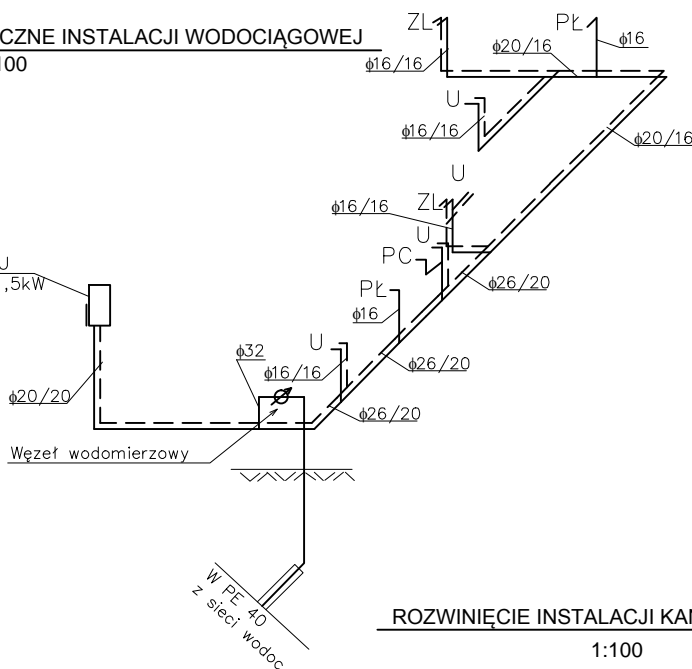 CZNE INSTALACJI WODOCIĄGOWEJ
100
ZŁ
PŁ
ϕ16
ϕ20/16
ϕ16/16
U
ϕ16/16
ϕ20/16
U
ZŁ
ϕ16/16
U
PC
U
,5kW
ϕ26/20
PŁ
ϕ16
ϕ32
U
ϕ16/16
ϕ26/20
ϕ20/20
ϕ26/20
Węzeł wodomierzowy
W PE 40
z sieci wodoc
ROZWINIĘCIE INSTALACJI KAN
1:100